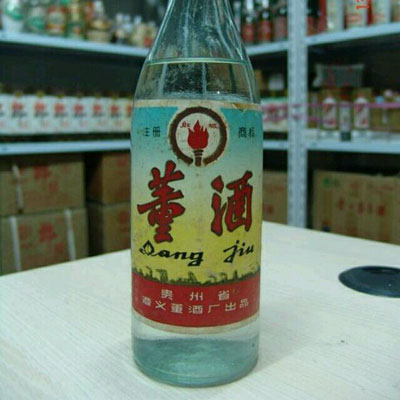 注册 商标
董酒
Dang jiu
贵州省
遵义董酒厂出品